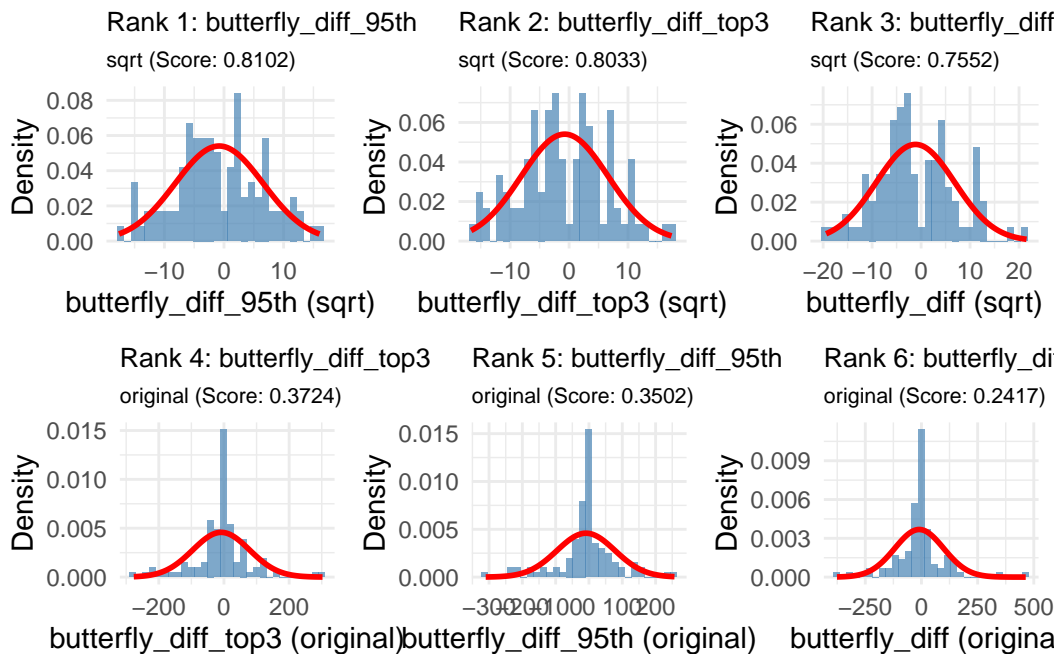 Rank 1: butterfly_diff_95th
sqrt (Score: 0.8102)
Density
0.08
0.06
0.04
0.02
0.00
−10 0 10
butterfly_diff_95th (sqrt)
Rank 2: butterfly_diff_top3
sqrt (Score: 0.8033)
Density
0.06
0.04
0.02
0.00
−10 0 10
butterfly_diff_top3 (sqrt)
Rank 3: butterfly_diff
sqrt (Score: 0.7552)
Density
0.06
0.04
0.02
0.00
−20 −10 0 10 20
butterfly_diff (sqrt)
Rank 4: butterfly_diff_top3
original (Score: 0.3724)
Density
0.015
0.010
0.005
0.000
−200 0 200
butterfly_diff_top3 (original)
Rank 5: butterfly_diff_95th
original (Score: 0.3502)
Density
0.015
0.010
0.005
0.000
−300−200−1000 100 200
butterfly_diff_95th (original)
Rank 6: butterfly_di
original (Score: 0.2417)
Density
0.009
0.006
0.003
0.000
−250 0 250 500
butterfly_diff (origina